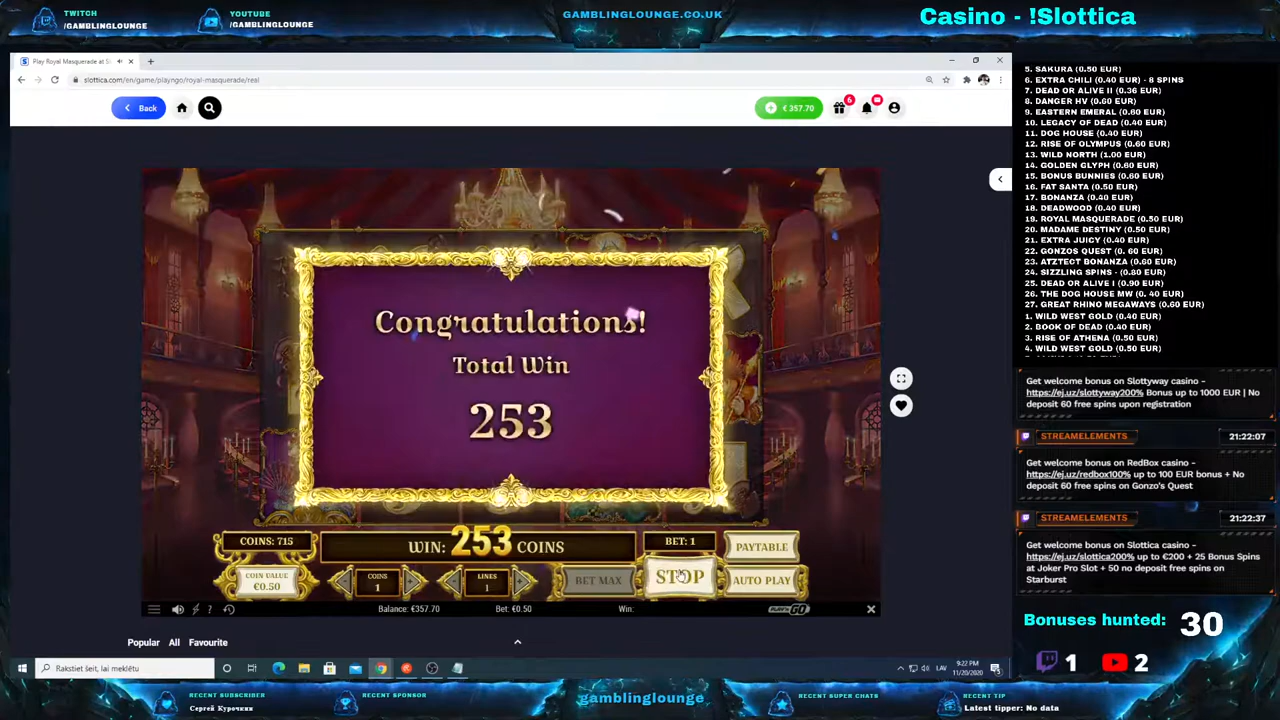 TWITCH
/GAMBLINGLOUNGE
YOUTUBE
/GAMBLINGLOUNGE
GAMBLINGLOUNGE.CO.UK
Casino - !Slottica
Play Royal Masquerade at Sl
slottica.com/en/game/playngo/royal-masquerade/real
Back
€ 357.70
6
Congratulations!
Total Win
253
COINS: 715
WIN: 253 COINS
BET: 1
PAYTABLE
COIN VALUE
€0.50
COINS
1
LINES
1
BET MAX
STOP
AUTO PLAY
Balance: €357.70
Bet: €0.50
Win:
PLAY'n GO
Popular
All
Favourite
5. SAKURA (0.50 EUR)
6. EXTRA CHILI (0.40 EUR) - 8 SPINS
7. DEAD OR ALIVE II (0.36 EUR)
8. DANGER HV (0.60 EUR)
9. EASTERN EMERAL (0.60 EUR)
10. LEGACY OF DEAD (0.40 EUR)
11. DOG HOUSE (0.40 EUR)
12. RISE OF OLYMPUS (0.60 EUR)
13. WILD NORTH (1.00 EUR)
14. GOLDEN GLYPH (0.60 EUR)
15. BONUS BUNNIES (0.60 EUR)
16. FAT SANTA (0.50 EUR)
17. BONANZA (0.40 EUR)
18. DEADWOOD (0.40 EUR)
19. ROYAL MASQUERADE (0.50 EUR)
20. MADAME DESTINY (0.50 EUR)
21. EXTRA JUICY (0.40 EUR)
22. GONZOS QUEST (0. 60 EUR)
23. ATZTECT BONANZA (0.60 EUR)
24. SIZZLING SPINS - (0.80 EUR)
25. DEAD OR ALIVE I (0.90 EUR)
26. THE DOG HOUSE MW (0. 40 EUR)
27. GREAT RHINO MEGAWAYS (0.60 EUR)
1. WILD WEST GOLD (0.40 EUR)
2. BOOK OF DEAD (0.40 EUR)
3. RISE OF ATHENA (0.50 EUR)
4. WILD WEST GOLD (0.50 EUR)
Get welcome bonus on Slottyway casino -
https://ej.uz/slottyway200% Bonus up to 1000 EUR | No
deposit 60 free spins upon registration
STREAMELEMENTS
21:22:07
Get welcome bonus on RedBox casino -
https://ej.uz/redbox100% up to 100 EUR bonus + No
deposit 60 free spins on Gonzo's Quest
STREAMELEMENTS
21:22:37
Get welcome bonus on Slottica casino -
https://ej.uz/slottica200% up to €200 + 25 Bonus Spins
at Joker Pro Slot + 50 no deposit free spins on
Starburst
Bonuses hunted: 30
1
2
Rakstiet šeit, lai meklētu
LAV
9:22 PM
11/20/2020
RECENT SUBSCRIBER
Сергей Курочкин
RECENT SPONSOR
gamblinglounge
RECENT SUPER CHATS
RECENT TIP
Latest tipper: No data